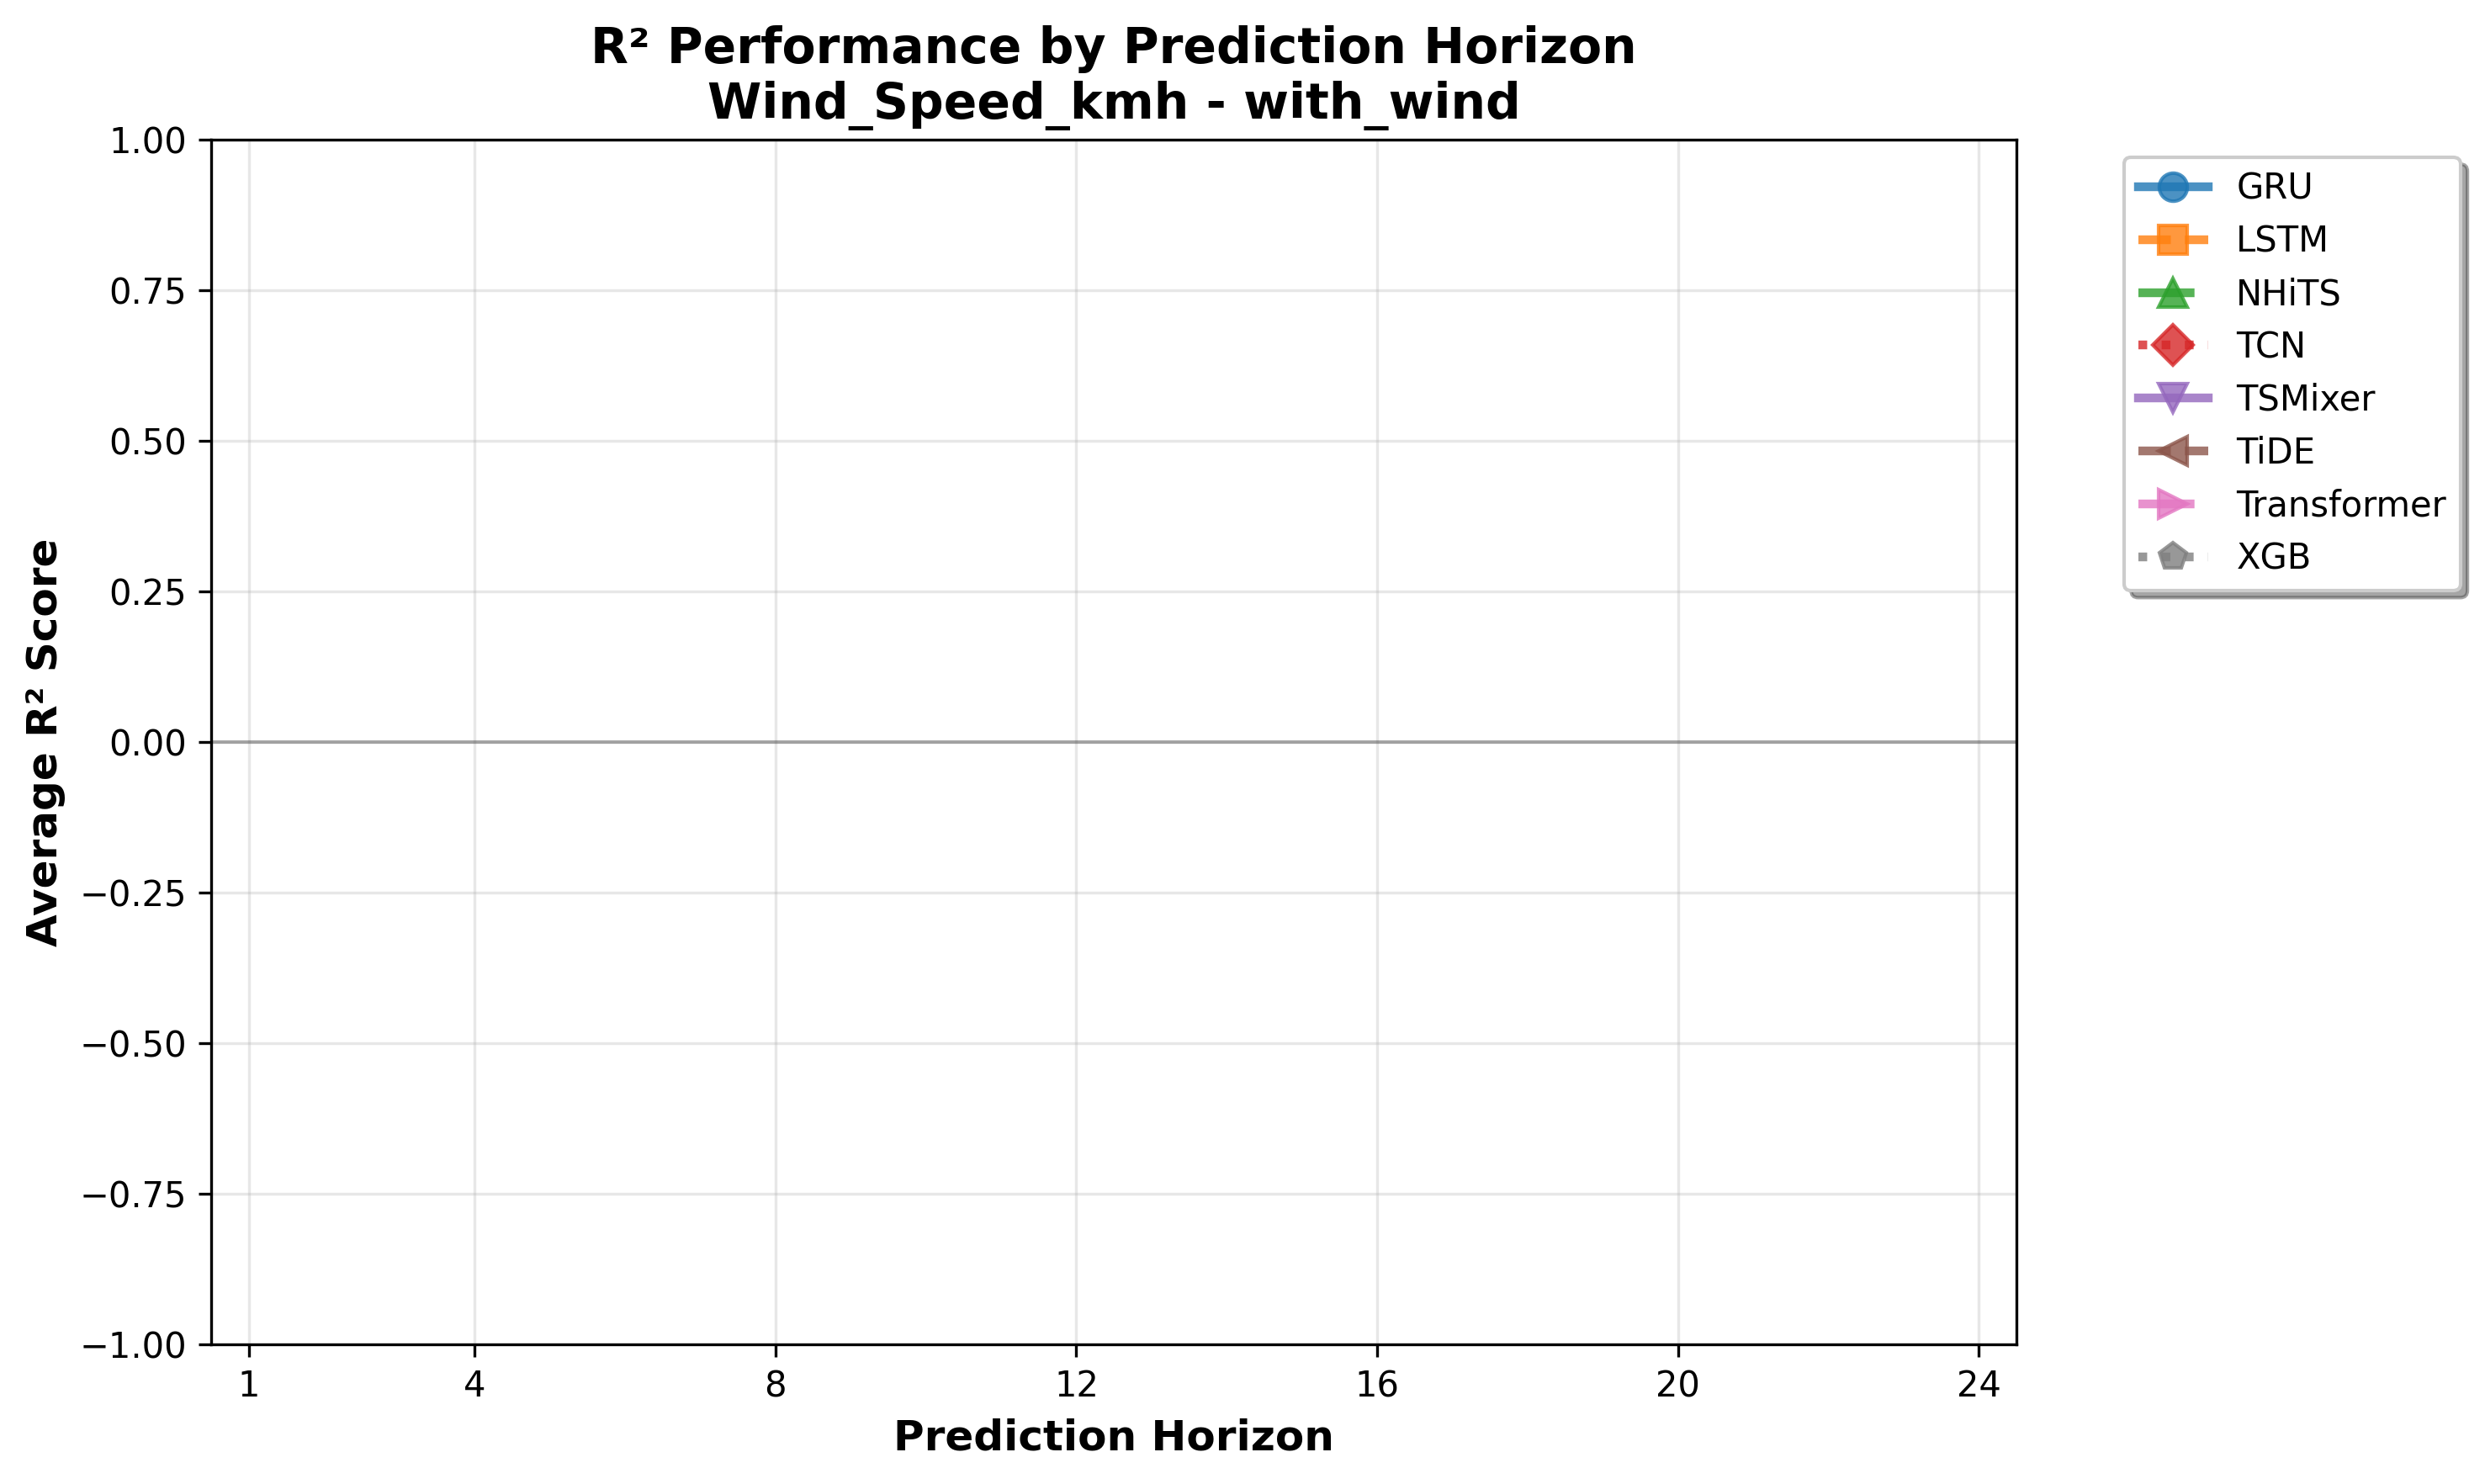 R² Performance by Prediction Horizon
Wind_Speed_kmh - with_wind
1.00
0.75
0.50
0.25
0.00
−0.25
−0.50
−0.75
−1.00
Average R² Score
1 4 8 12 16 20 24
Prediction Horizon
GRU
LSTM
NHiTS
TCN
TSMixer
TiDE
Transformer
XGB